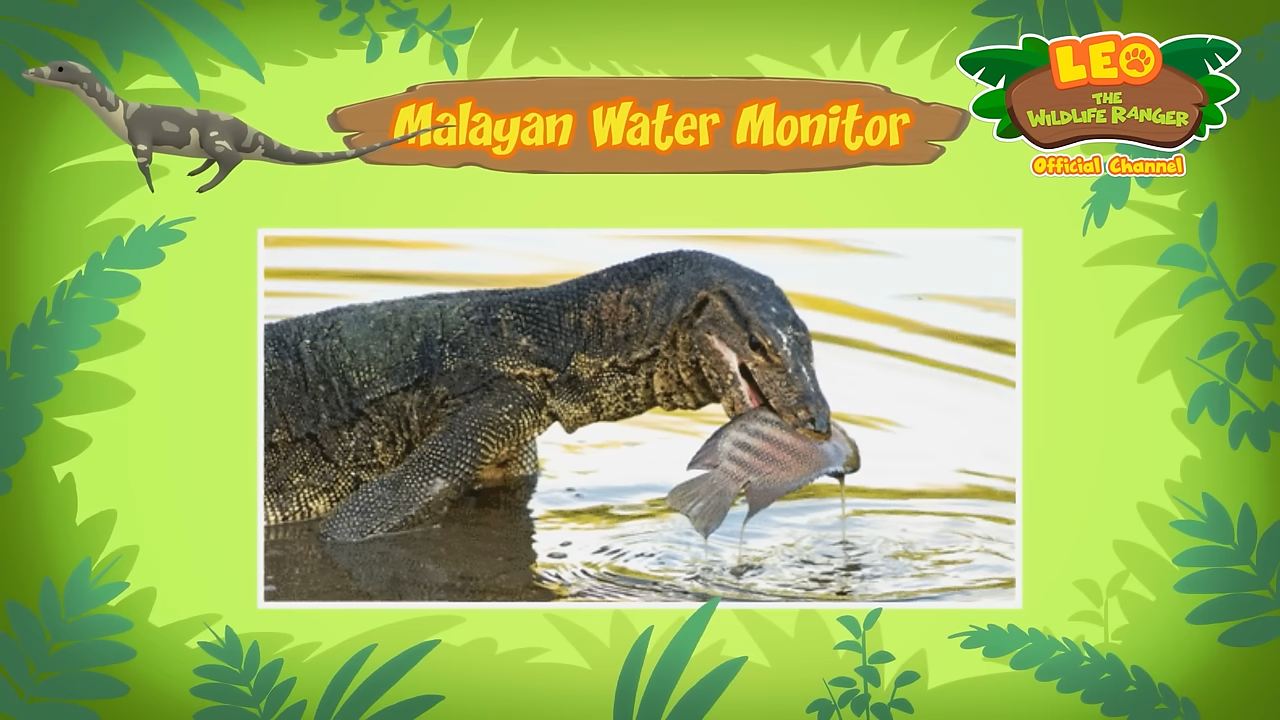 Malayan Water Monitor
LEO
THE
WILDLIFE RANGER
Official Channel